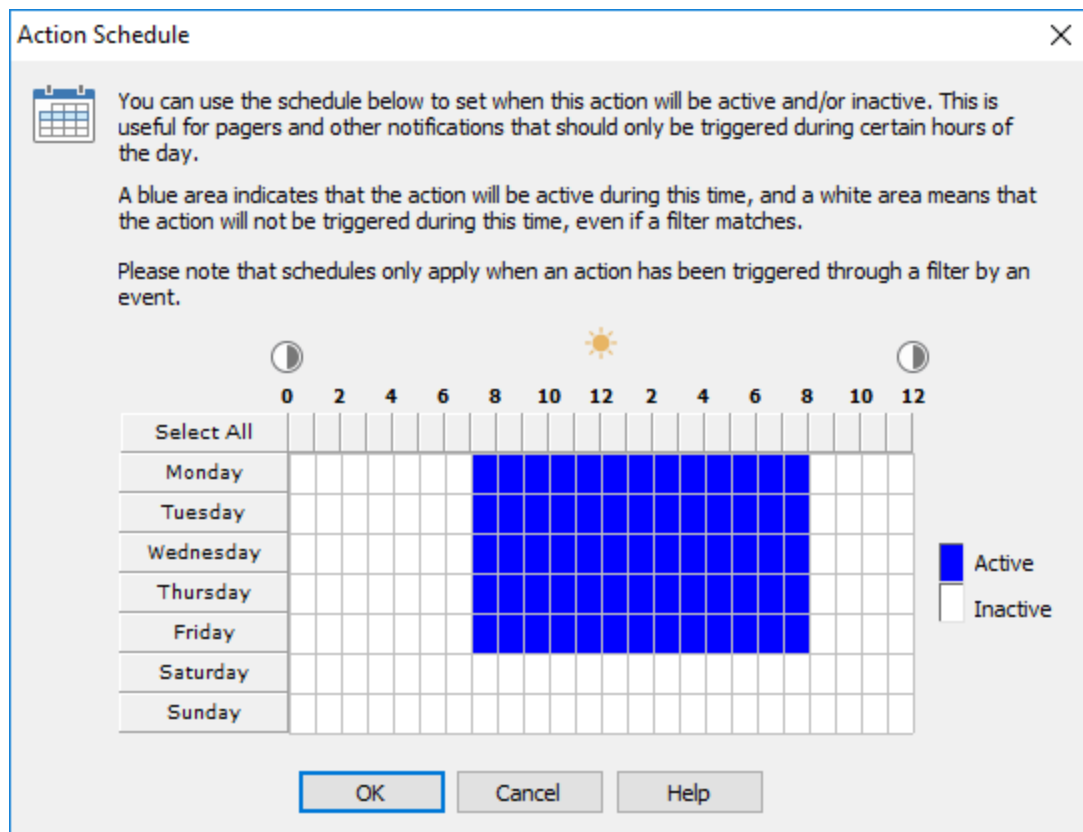 Action Schedule
You can use the schedule below to set when this action will be active and/or inactive. This is
useful for pagers and other notifications that should only be triggered during certain hours of
the day.
A blue area indicates that the action will be active during this time, and a white area means that
the action will not be triggered during this time, even if a filter matches.
Please note that schedules only apply when an action has been triggered through a filter by an
event.
0 2 4 6 8 10 12 2 4 6 8 10 12
Select All
Monday
Tuesday
Wednesday
Thursday
Friday
Saturday
Sunday
Active
Inactive
OK Cancel Help